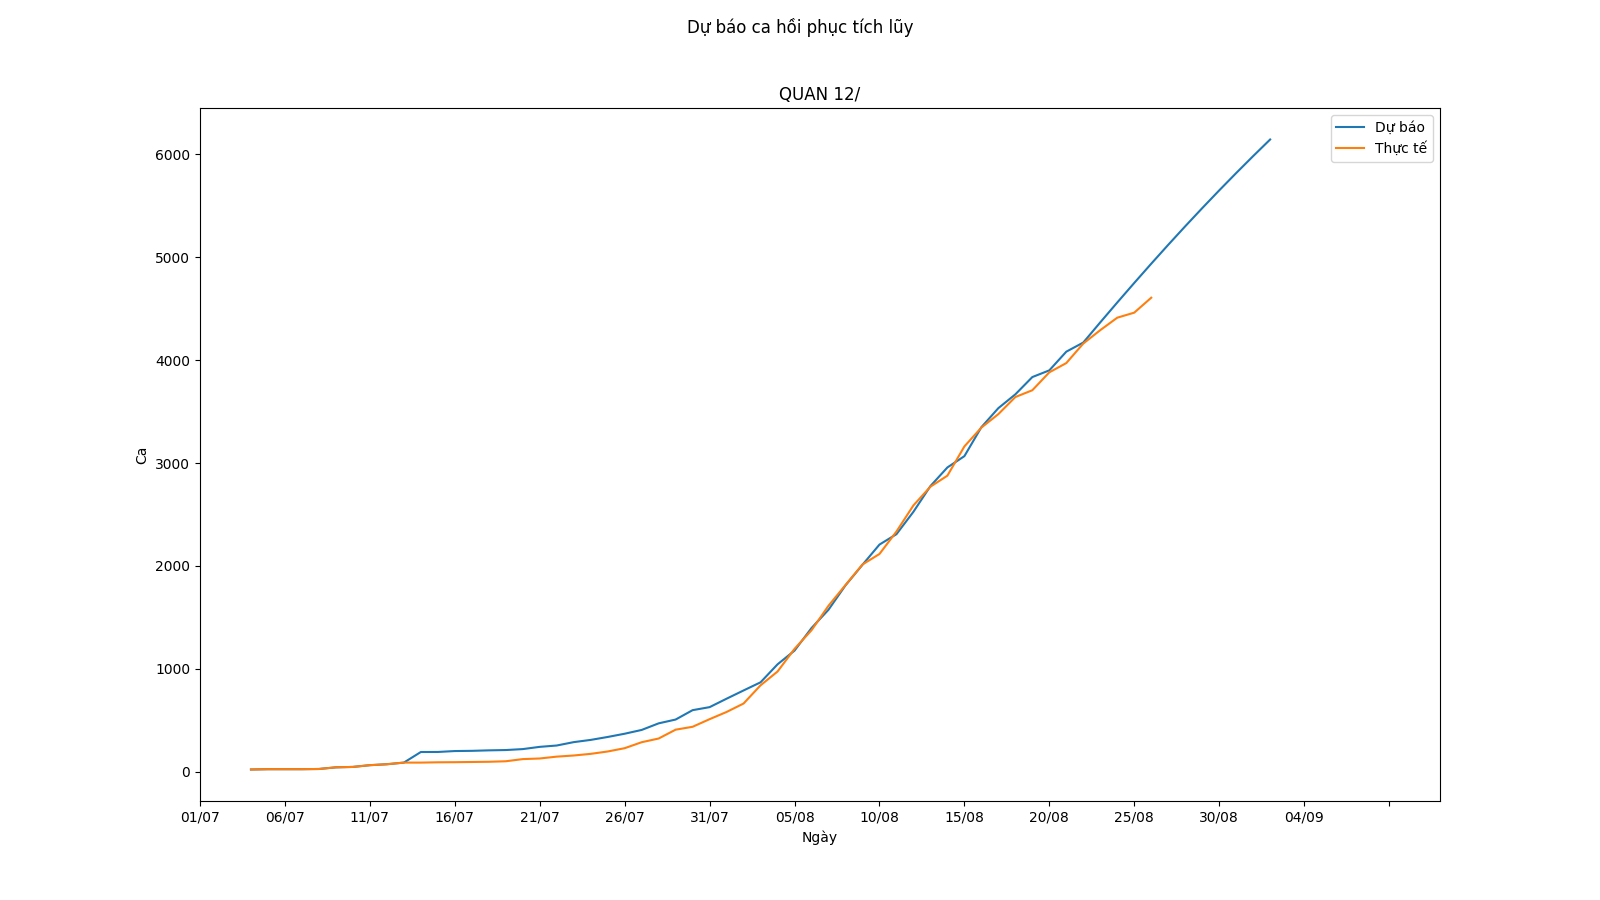 Dự báo ca hồi phục tích lũy
QUAN 12/
Dự báo
Thực tế
6000
5000
4000
3000
2000
1000
0
Ca
01/07 06/07 11/07 16/07 21/07 26/07 31/07 05/08 10/08 15/08 20/08 25/08 30/08 04/09
Ngày